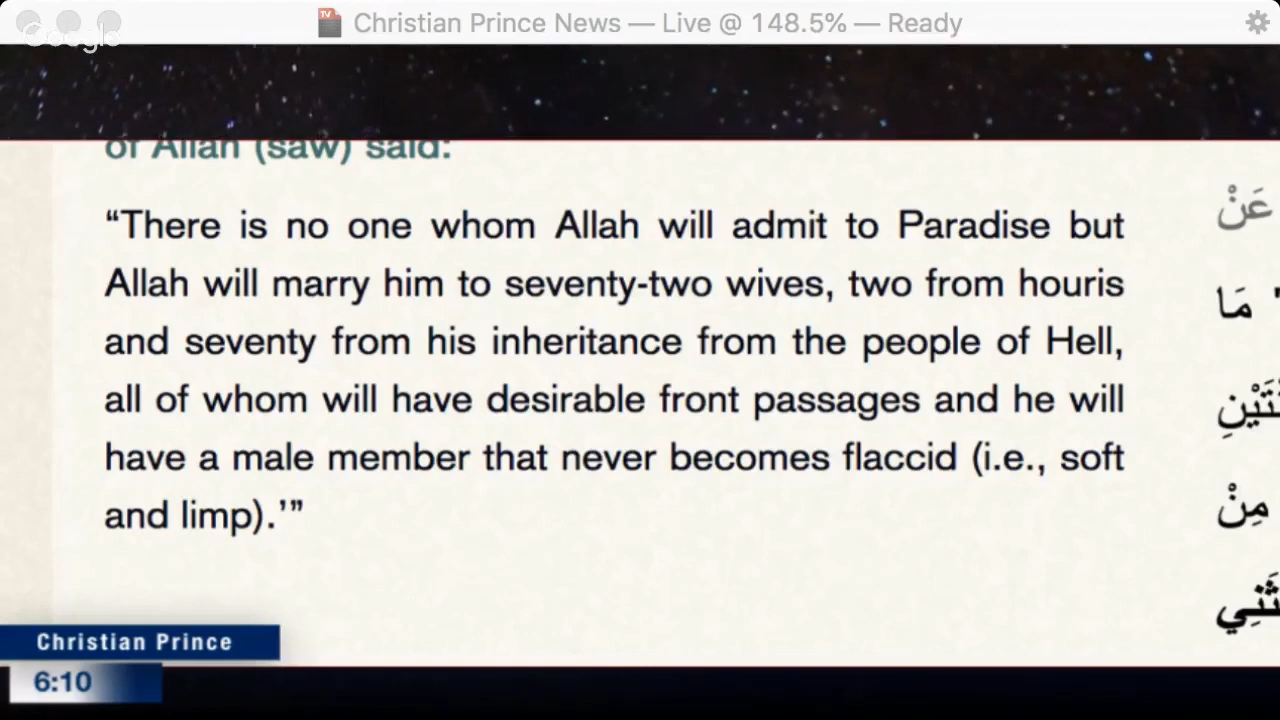 Christian Prince News — Live @ 148.5% — Ready
Google
of Allah (saw) said:
“There is no one whom Allah will admit to Paradise but
Allah will marry him to seventy-two wives, two from houris
and seventy from his inheritance from the people of Hell,
all of whom will have desirable front passages and he will
have a male member that never becomes flaccid (i.e., soft
and limp).’”
عَنْ
مَا
مِنْ
Christian Prince
6:10